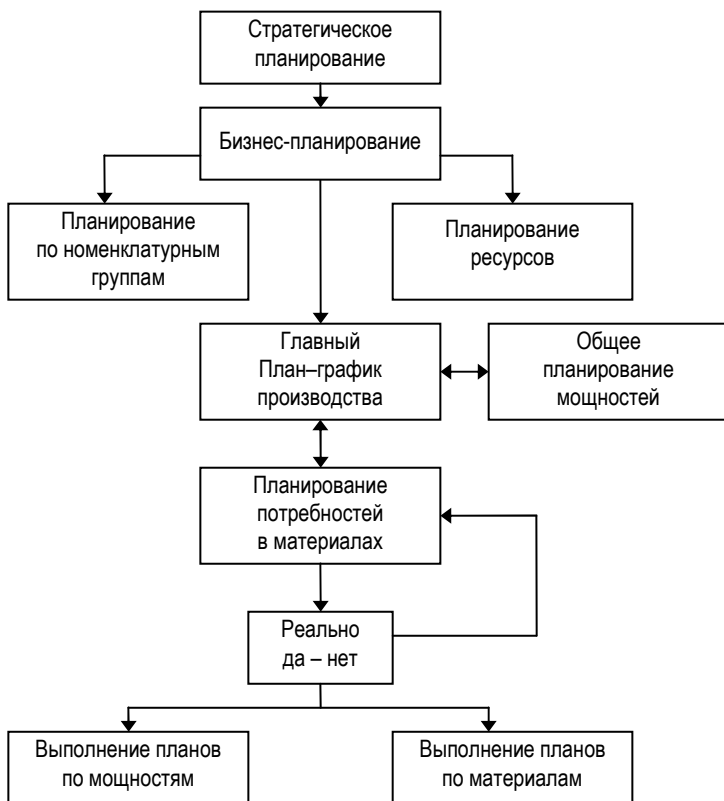 Стратегическое
планирование
Бизнес-планирование
Планирование
по номенклатурным
группам
Планирование
ресурсов
Главный
План–график
производства
Общее
планирование
мощностей
Планирование
потребностей
в материалах
Реально
да – нет
Выполнение планов
по мощностям
Выполнение планов
по материалам